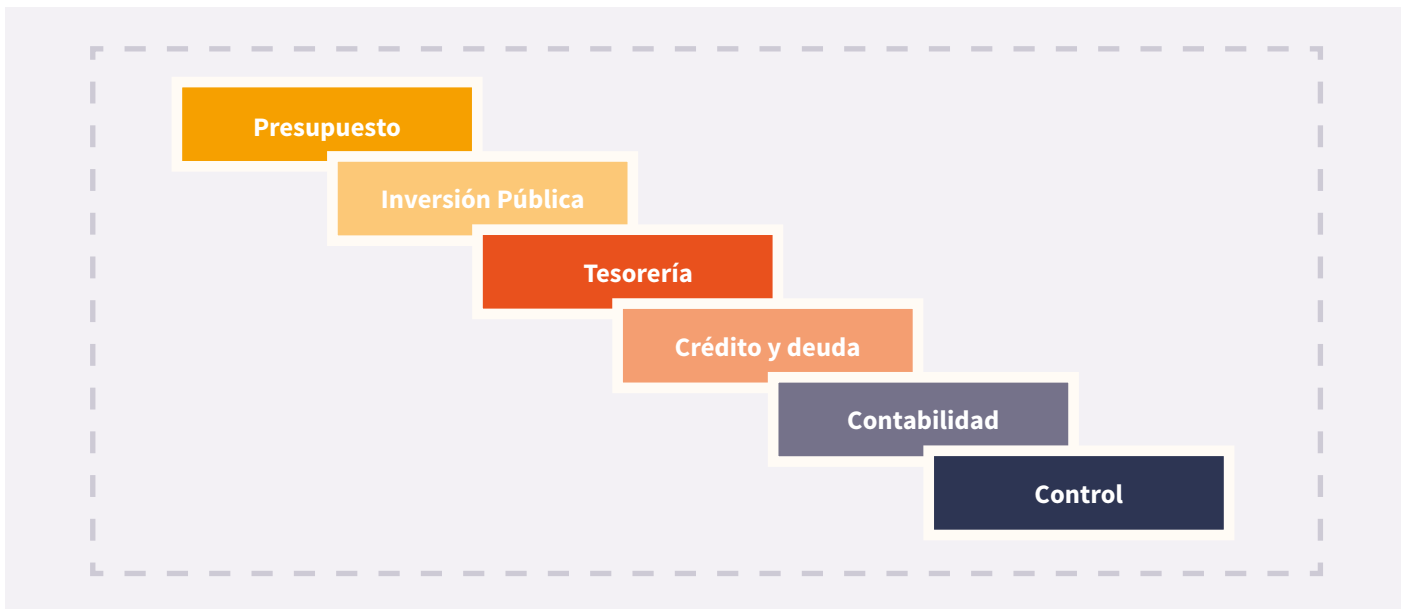 Presupuesto
Inversión Pública
Tesorería
Crédito y deuda
Contabilidad
Control